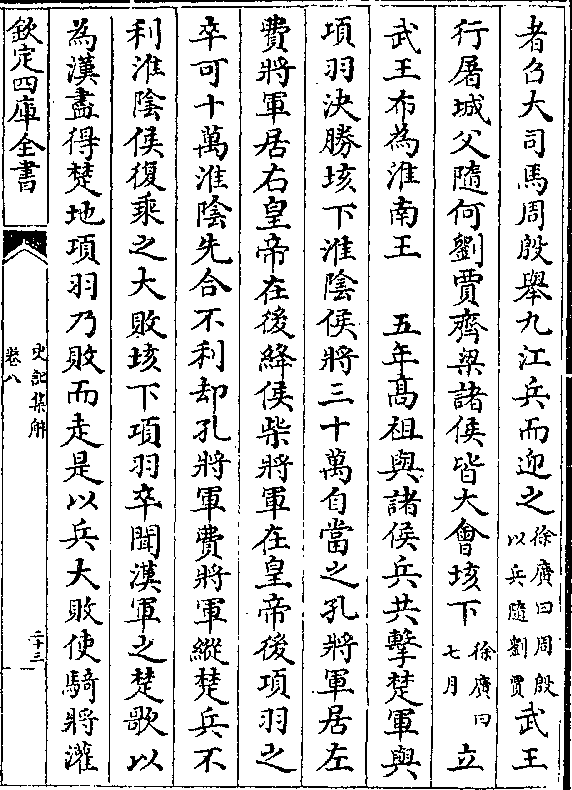 者召大司馬周殷舉九江兵而迎之徐廣曰周殷以兵隨劉賈武王
行屠城父隨何劉賈齊梁諸侯皆大會垓下徐廣曰七月立
武王布為淮南王　五年高祖與諸侯兵共擊楚軍與
項羽決勝垓下淮陰侯將三十萬自當之孔將軍居左
費將軍居右皇帝在後絳侯柴將軍在皇帝後項羽之
卒可十萬淮陰先合不利却孔將軍費將軍縱楚兵不
利淮陰侯復乘之大敗垓下項羽卒聞漢軍之楚歌以
為漢盡得楚地項羽乃敗而走是以兵大敗使騎將灌
欽定四庫全書
史記集解
卷八
二十三